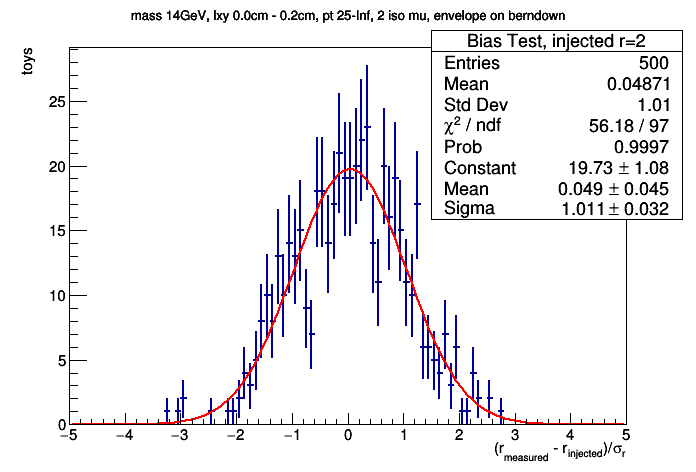 mass 14GeV, lxy 0.0cm - 0.2cm, pt 25-Inf, 2 iso mu, envelope on berndown
Bias Test, injected r=2
Entries 500
Mean 0.04871
Std Dev 1.01
χ² / ndf 56.18 / 97
Prob 0.9997
Constant 19.73 ± 1.08
Mean 0.049 ± 0.045
Sigma 1.011 ± 0.032
toys
25
20
15
10
5
0
−5 −4 −3 −2 −1 0 1 2 3 4 5
(r_measured - r_injected)/σ_r